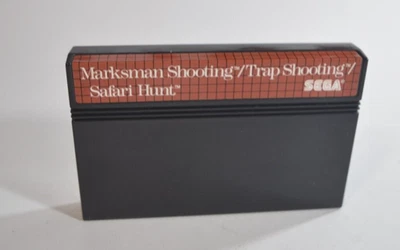 Marksman Shooting™/Trap Shooting™/
Safari Hunt™
SEGA